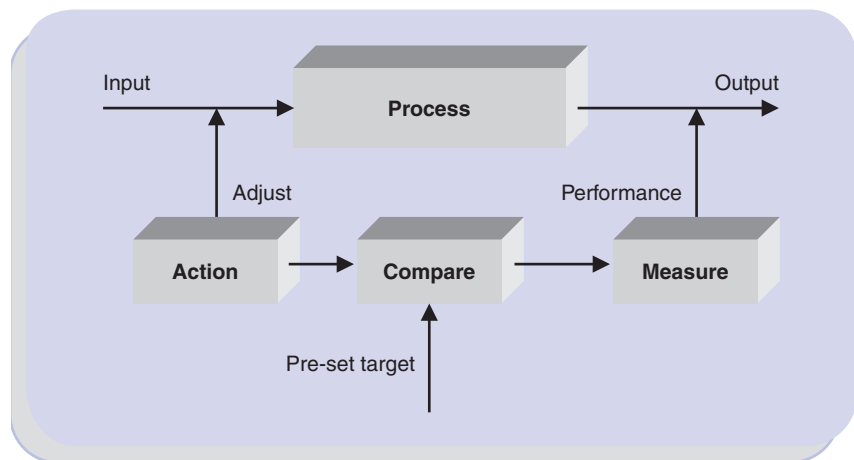 Input
Output
Process
Adjust
Performance
Action
Compare
Measure
Pre-set target